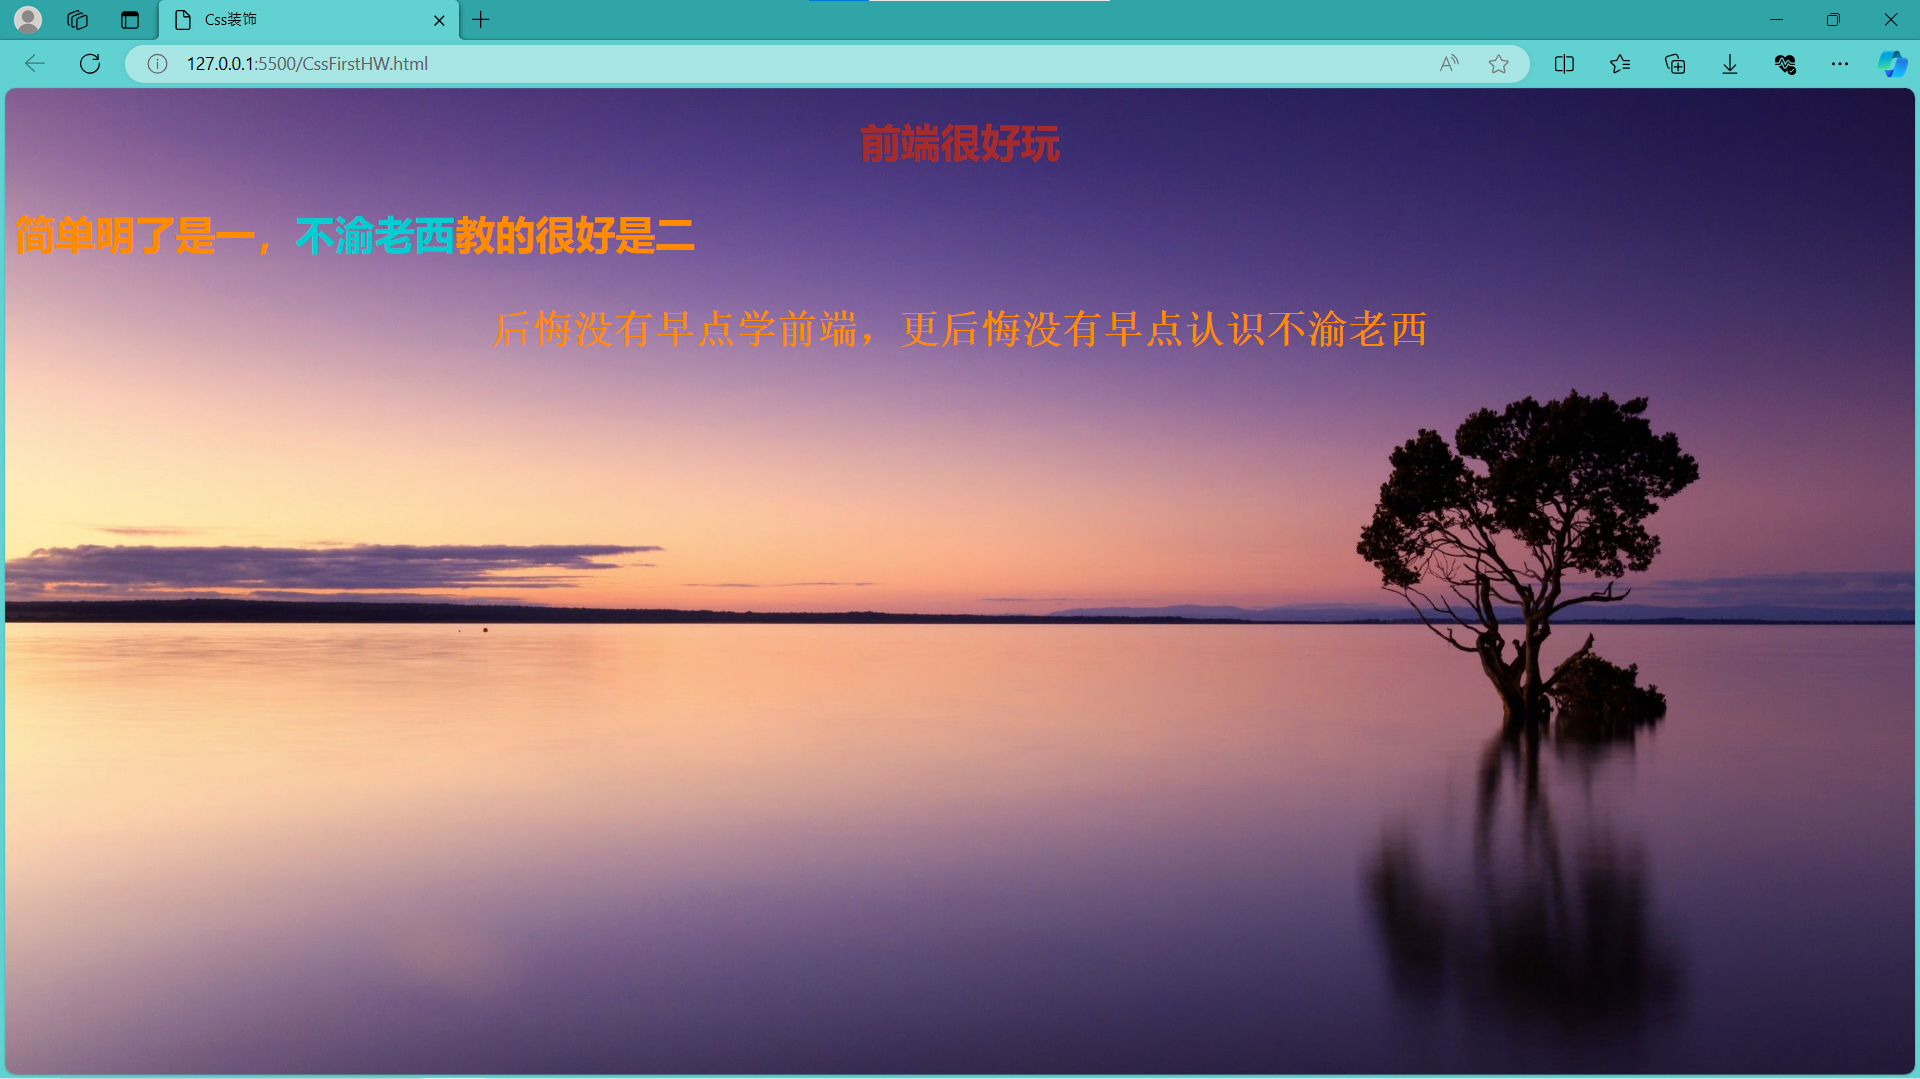 Css装饰
127.0.0.1:5500/CssFirstHW.html
前端很好玩
简单明了是一，不渝老西教的很好是二
后悔没有早点学前端，更后悔没有早点认识不渝老西